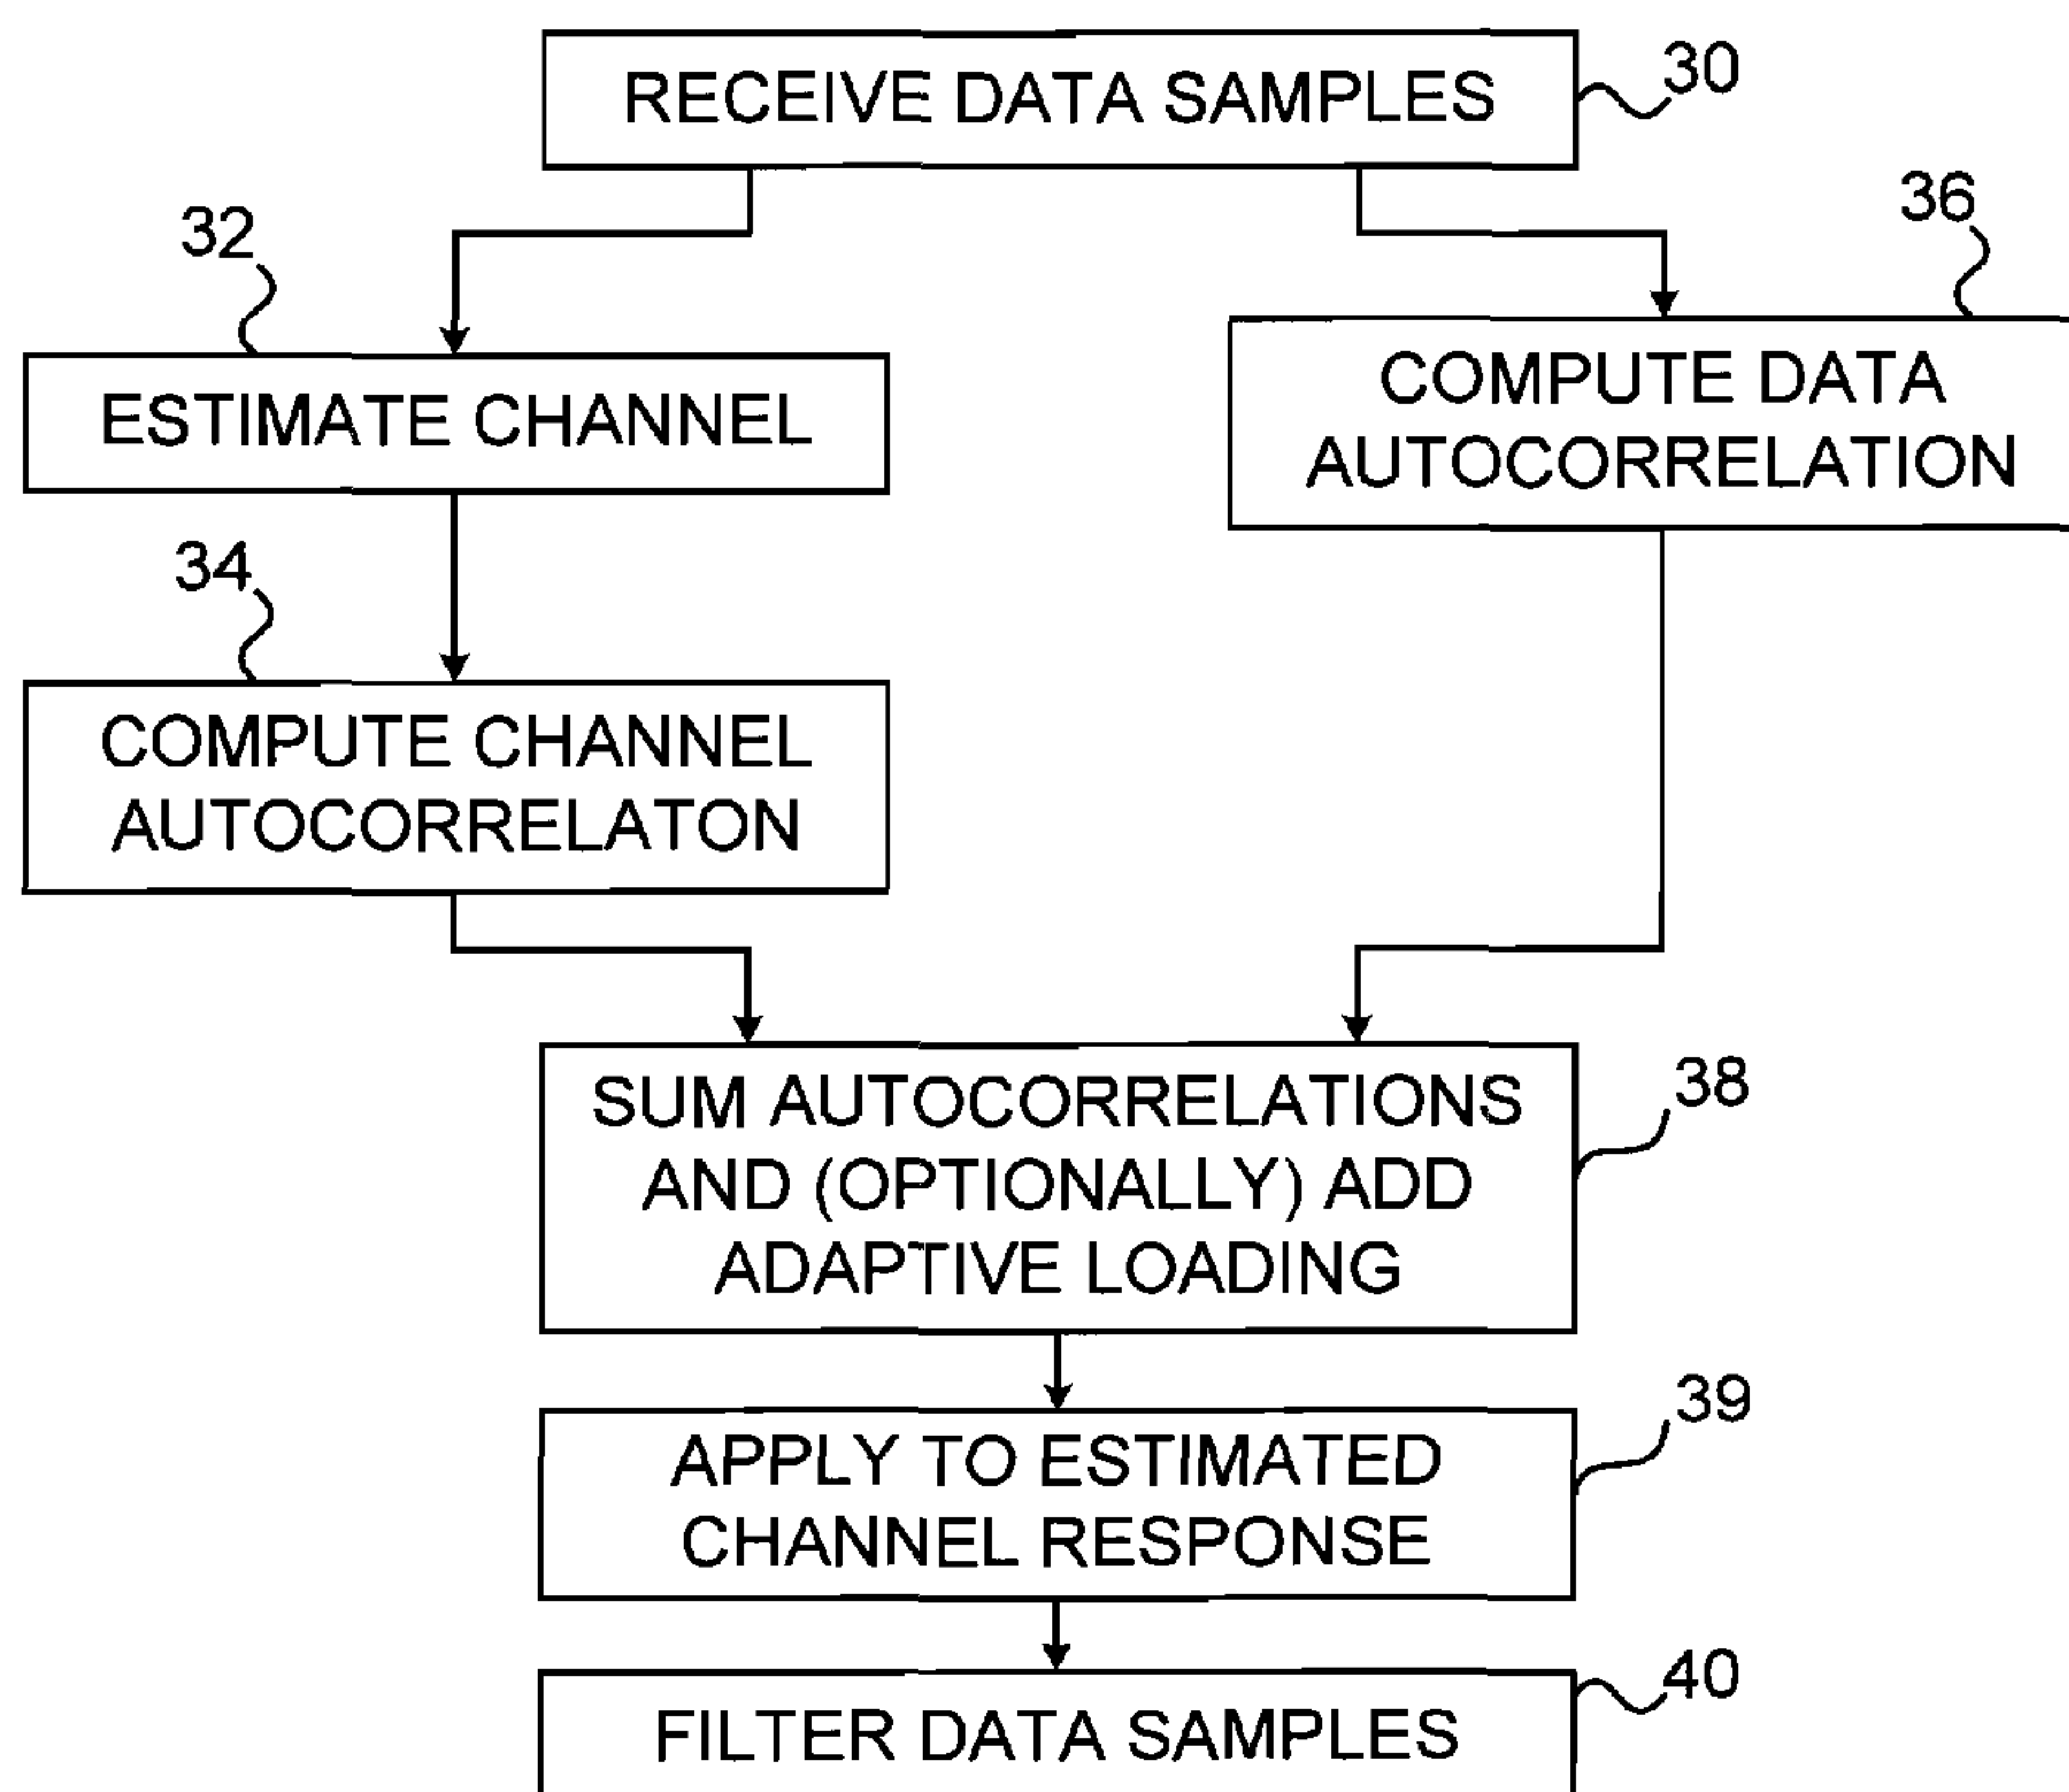 RECEIVE DATA SAMPLES
30
32
36
ESTIMATE CHANNEL
COMPUTE DATA
AUTOCORRELATION
34
COMPUTE CHANNEL
AUTOCORRELATON
SUM AUTOCORRELATIONS
AND (OPTIONALLY) ADD
ADAPTIVE LOADING
38
APPLY TO ESTIMATED
CHANNEL RESPONSE
39
FILTER DATA SAMPLES
40